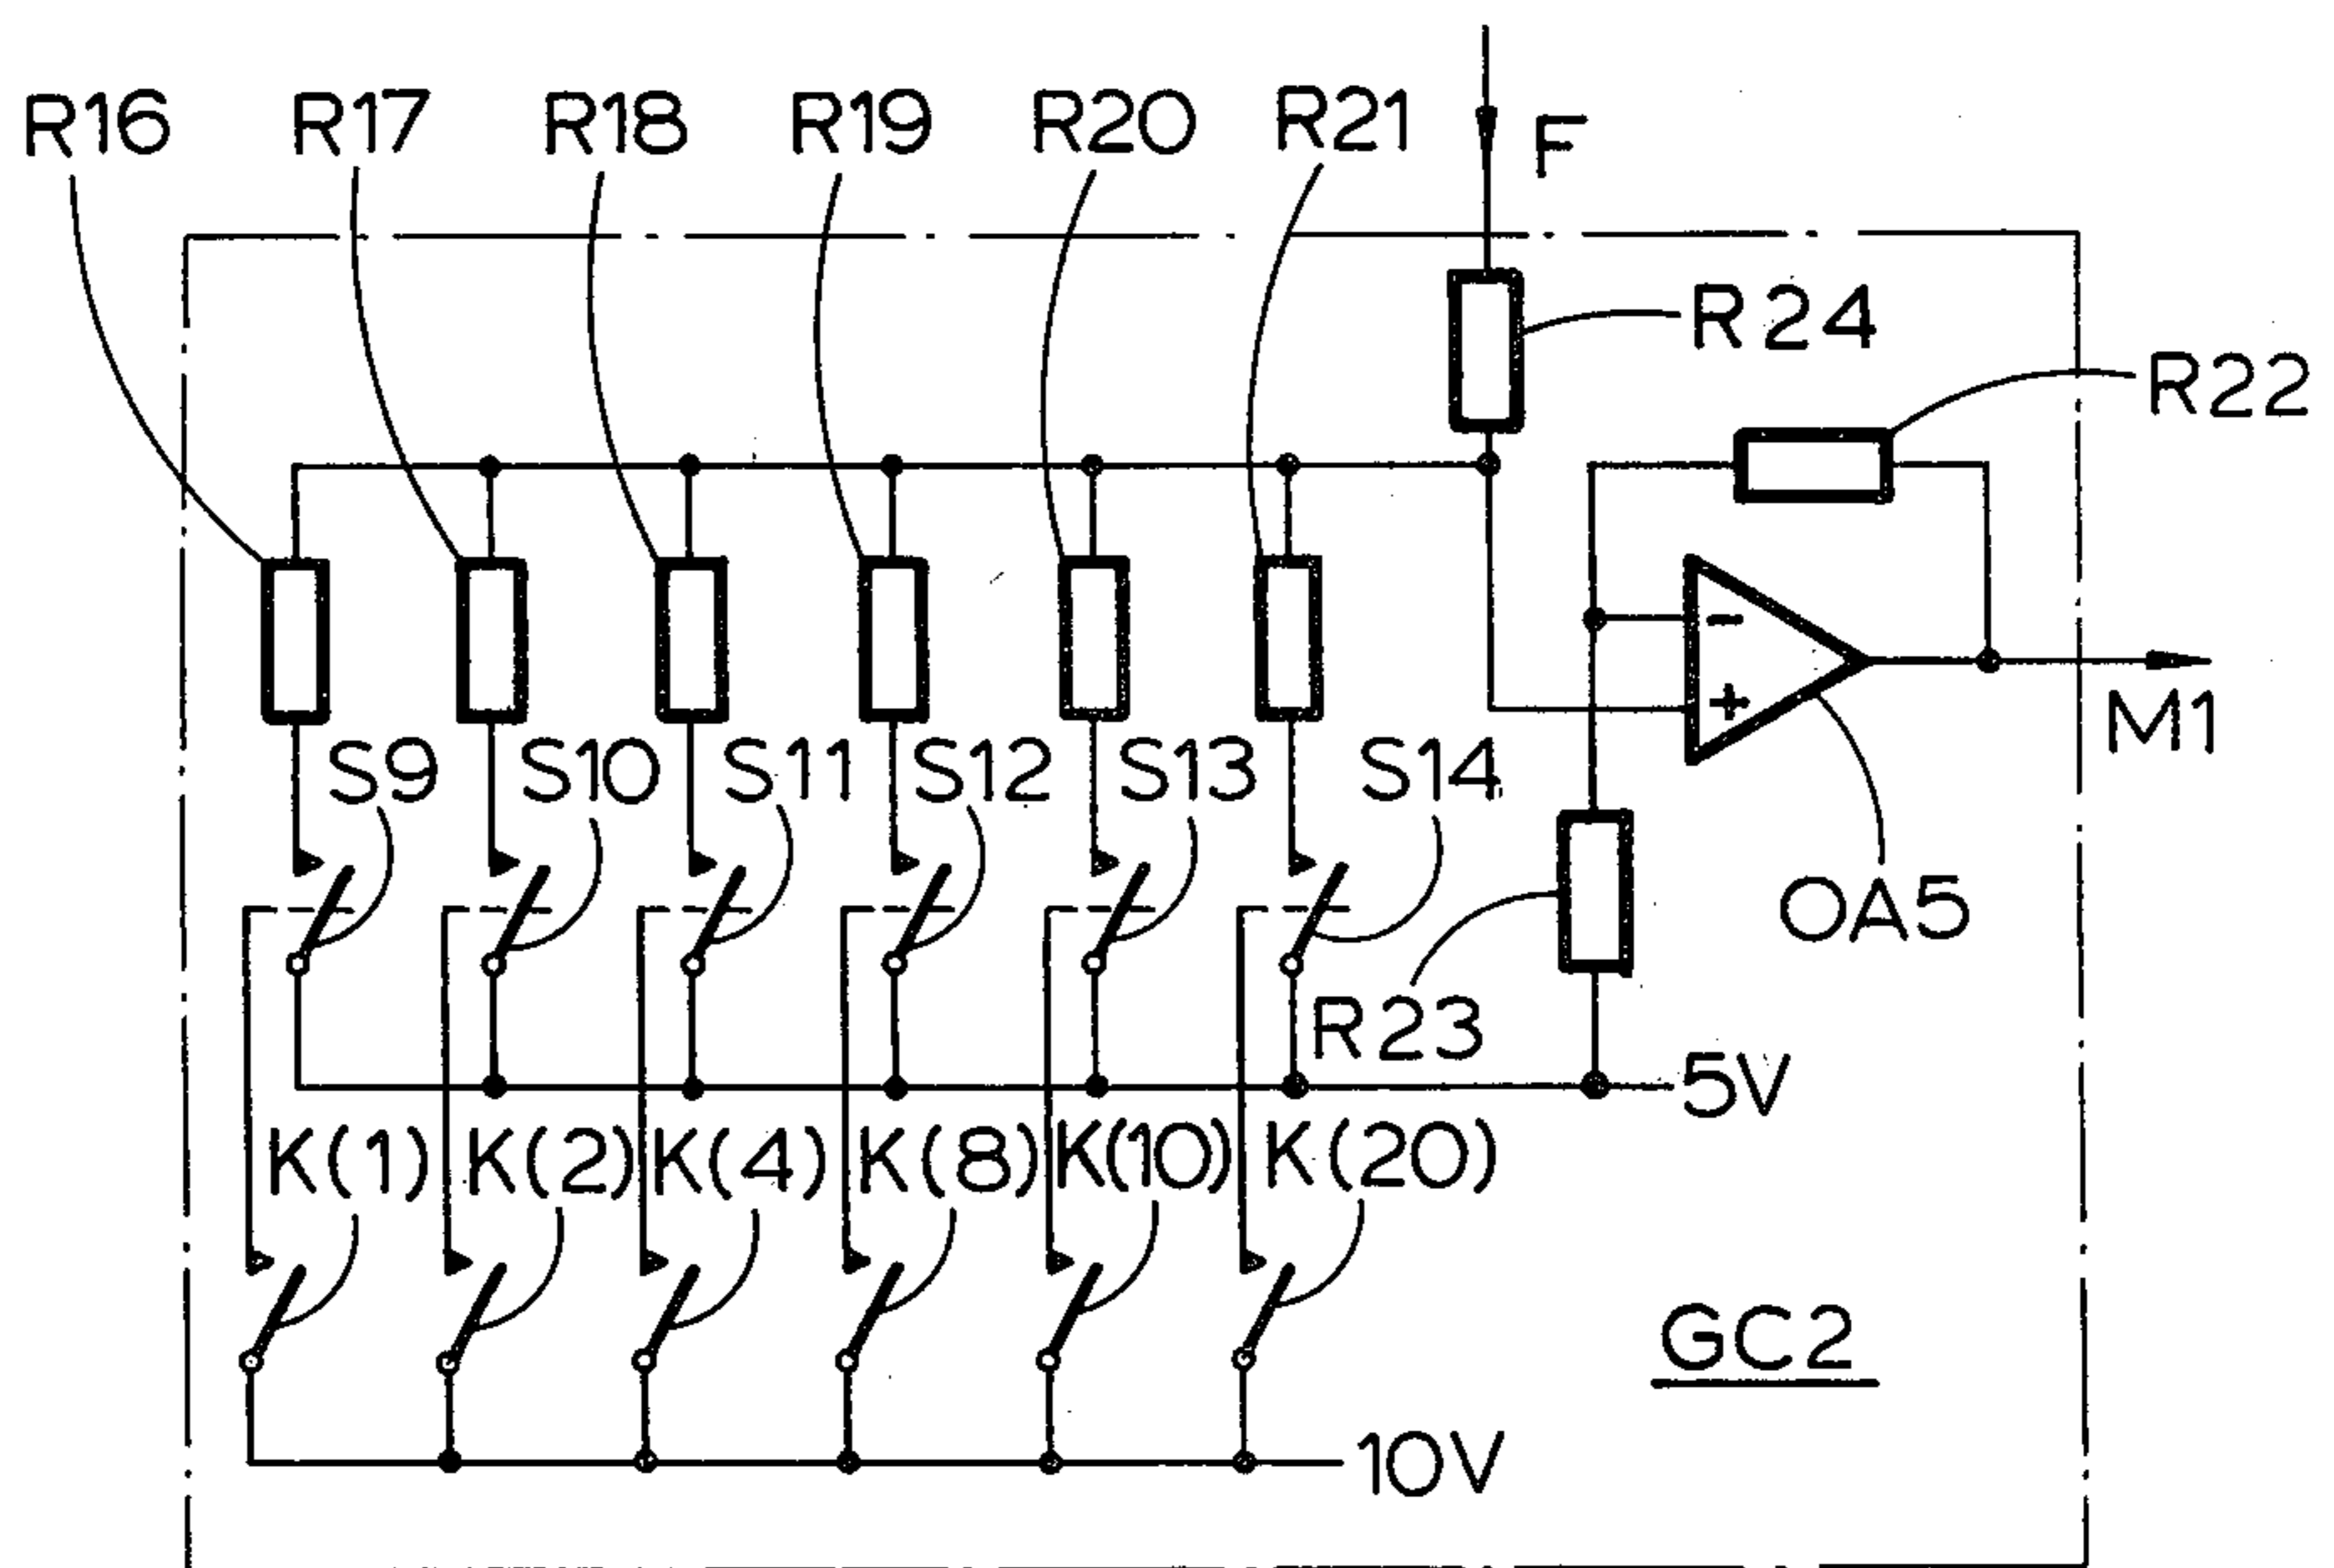 R16 R17 R18 R19 R20 R21
F
R24
R22
-
+
M1
S9 S10 S11 S12 S13 S14
OA5
R23
5V
K(1) K(2) K(4) K(8) K(10) K(20)
GC2
10V